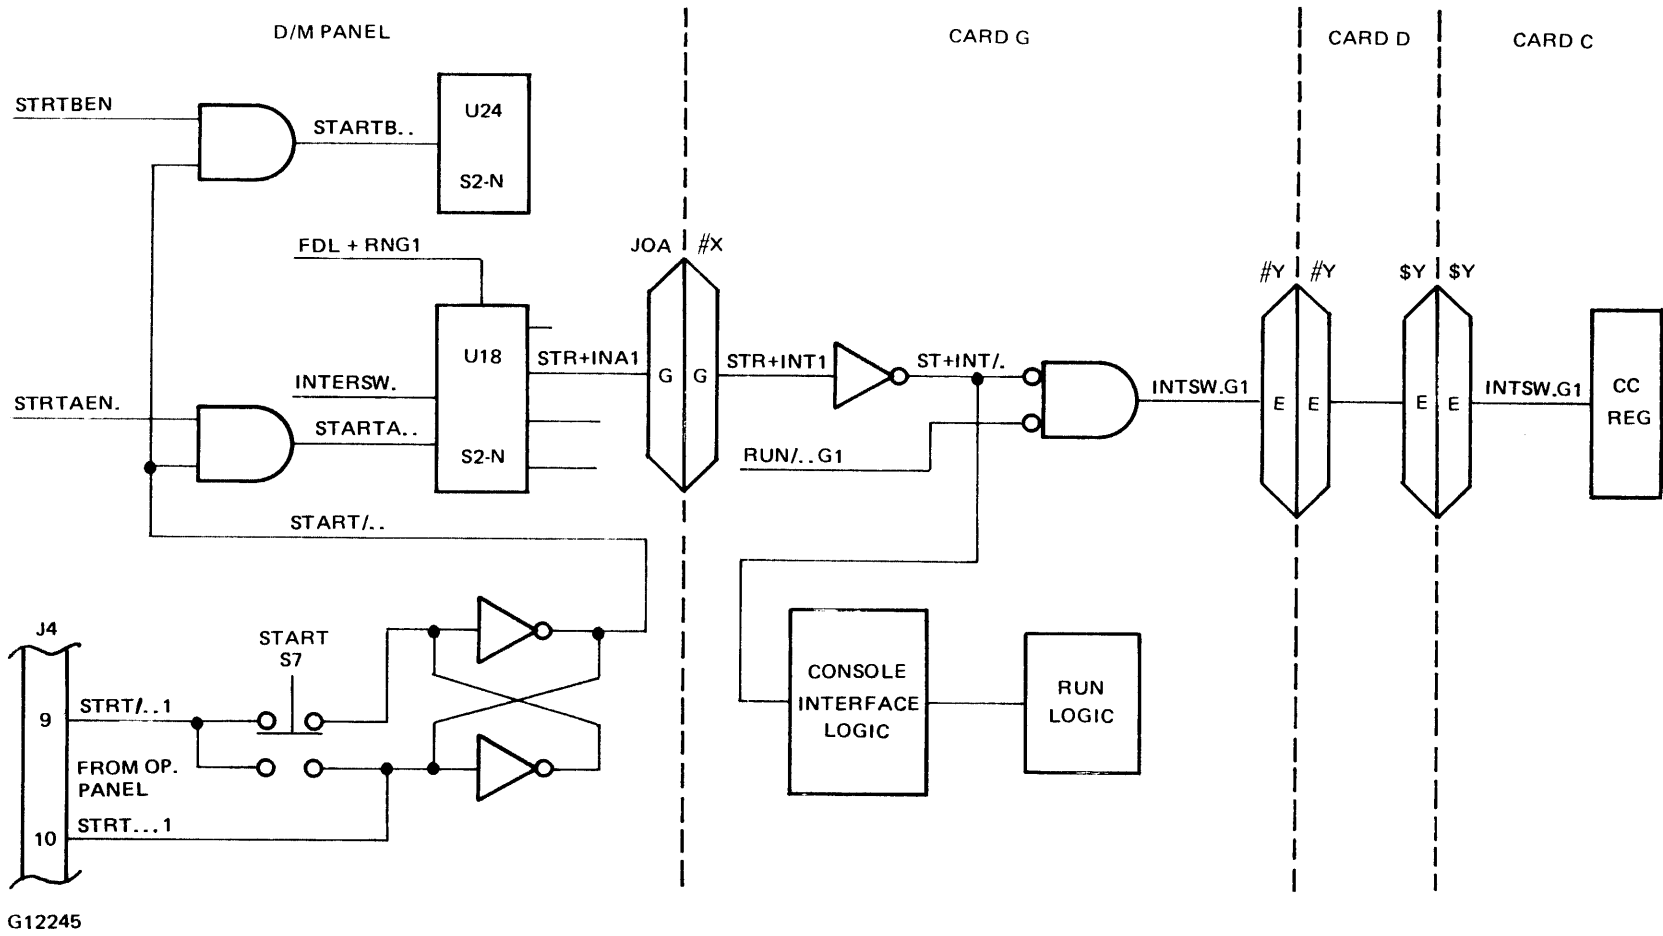 D/M PANEL
CARD G
CARD D
CARD C
STRTBEN
STARTB..
U24
S2-N
FDL + RNG1
JOA
#X
#Y
#Y
$Y
$Y
U18
STR+INA1
STR+INT1
ST+INT/.
G
G
INTERSW.
INTSW.G1
E
E
E
E
INTSW.G1
CC
REG
STRTAEN.
STARTA..
S2-N
RUN/..G1
START/..
J4
START
S7
CONSOLE
INTERFACE
LOGIC
RUN
LOGIC
9
STRT/..1
FROM OP.
PANEL
10
STRT...1
G12245